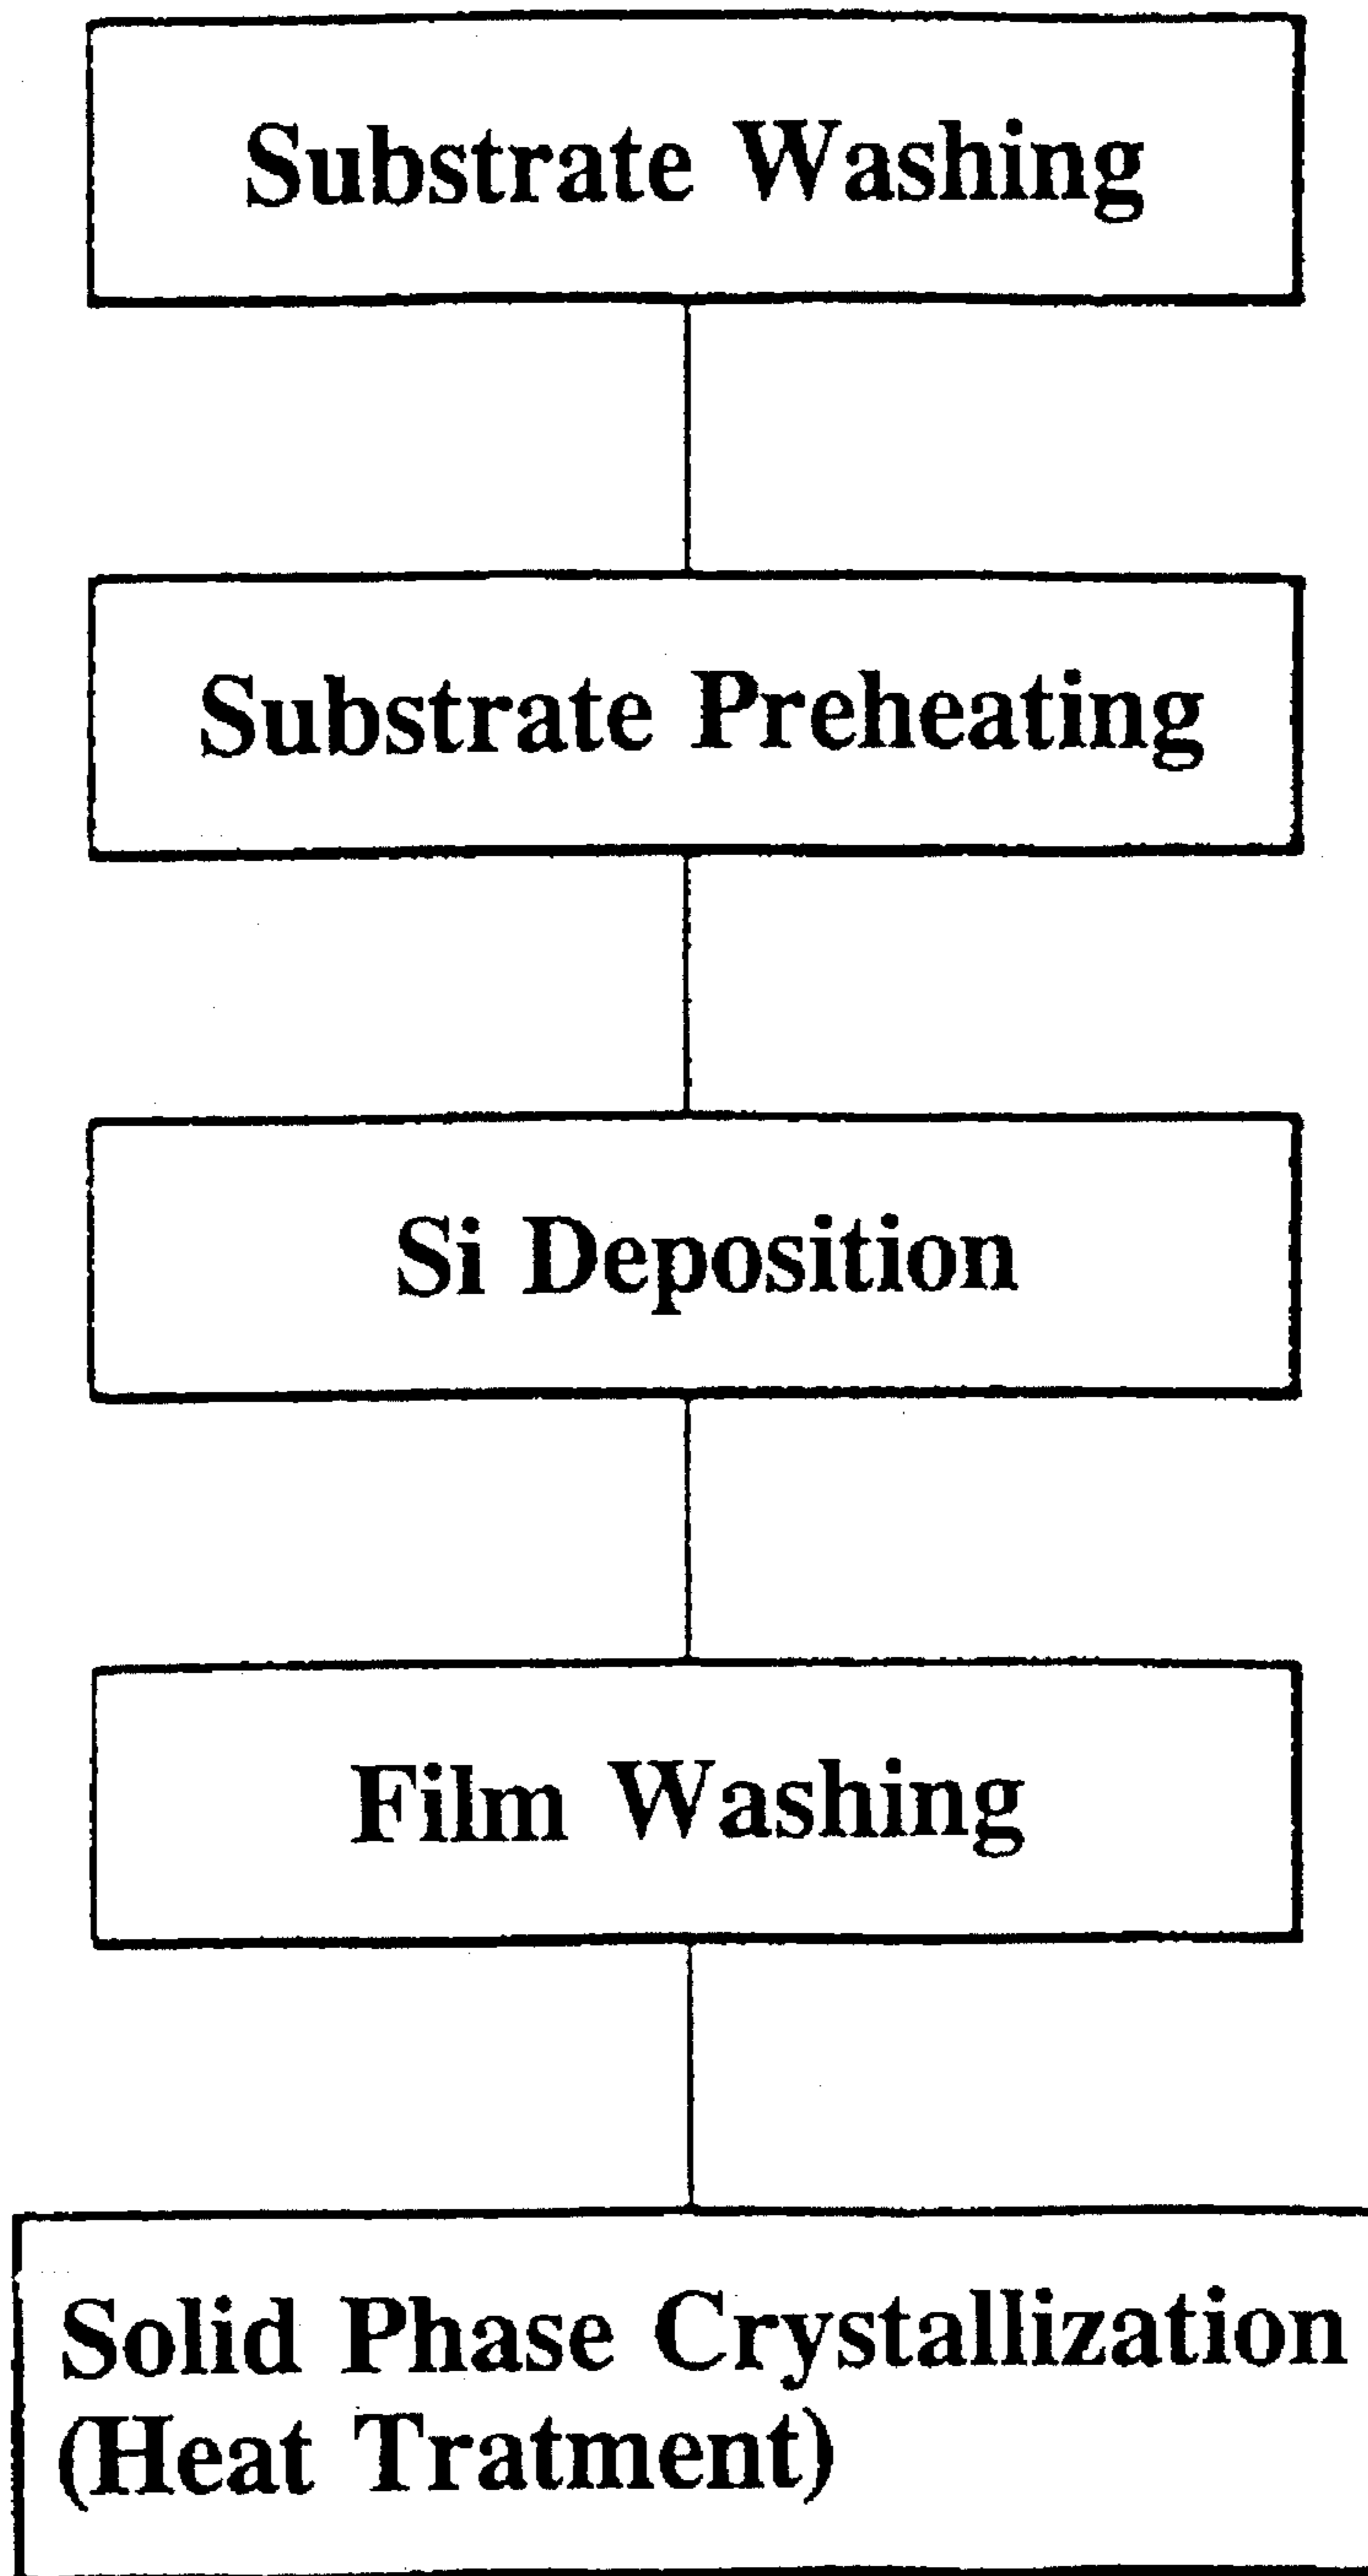 Substrate Washing
Substrate Preheating
Si Deposition
Film Washing
Solid Phase Crystallization
(Heat Tratment)